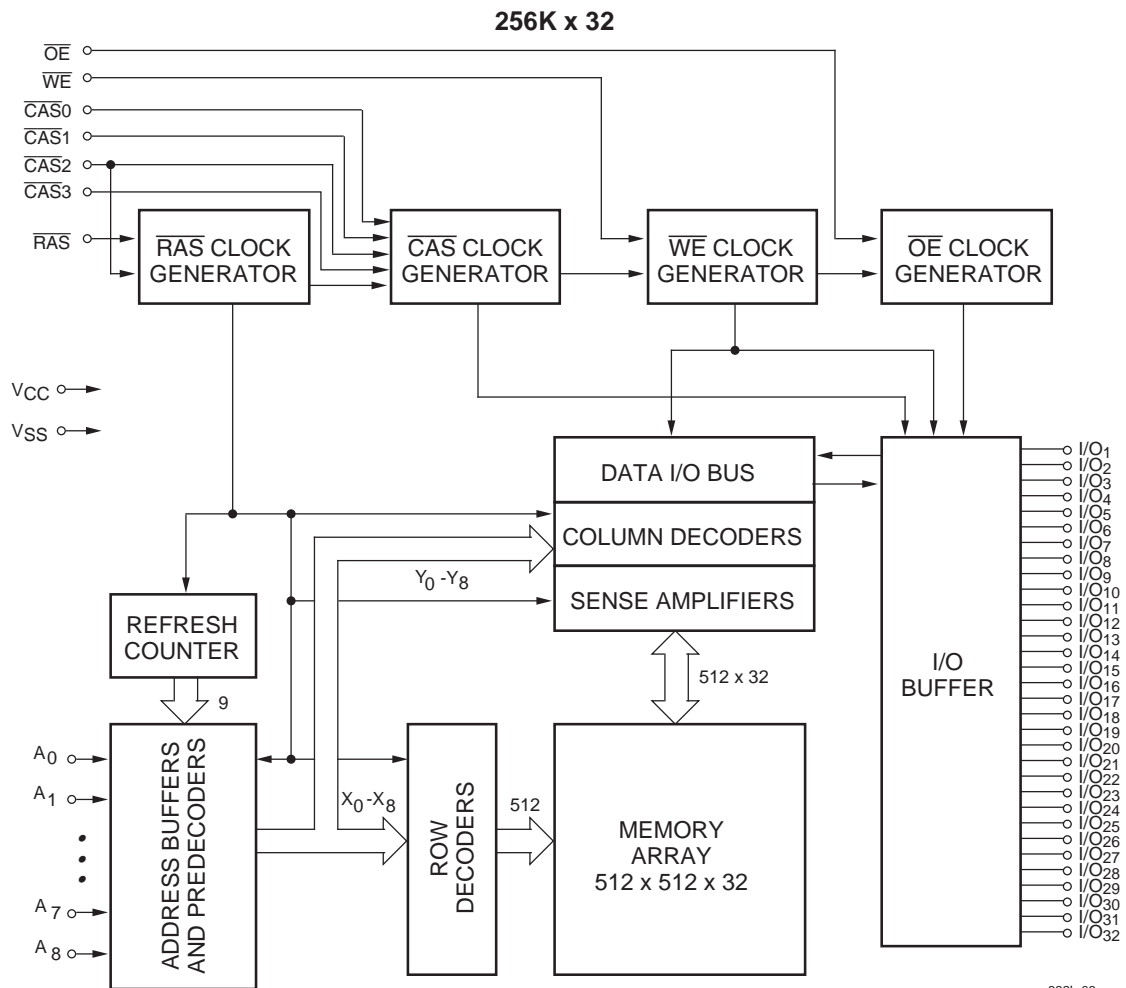 256K x 32
OE
WE
CAS0
CAS1
CAS2
CAS3
RAS
RAS CLOCK
GENERATOR
CAS CLOCK
GENERATOR
WE CLOCK
GENERATOR
OE CLOCK
GENERATOR
VCC
VSS
DATA I/O BUS
COLUMN DECODERS
SENSE AMPLIFIERS
Y0 -Y8
REFRESH
COUNTER
9
512 x 32
I/O
BUFFER
A0
A1
A7
A8
ADDRESS BUFFERS
AND PREDECODERS
X0 -X8
ROW
DECODERS
512
MEMORY
ARRAY
512 x 512 x 32
I/O1
I/O2
I/O3
I/O4
I/O5
I/O6
I/O7
I/O8
I/O9
I/O10
I/O11
I/O12
I/O13
I/O14
I/O15
I/O16
I/O17
I/O18
I/O19
I/O20
I/O21
I/O22
I/O23
I/O24
I/O25
I/O26
I/O27
I/O28
I/O29
I/O30
I/O31
I/O32